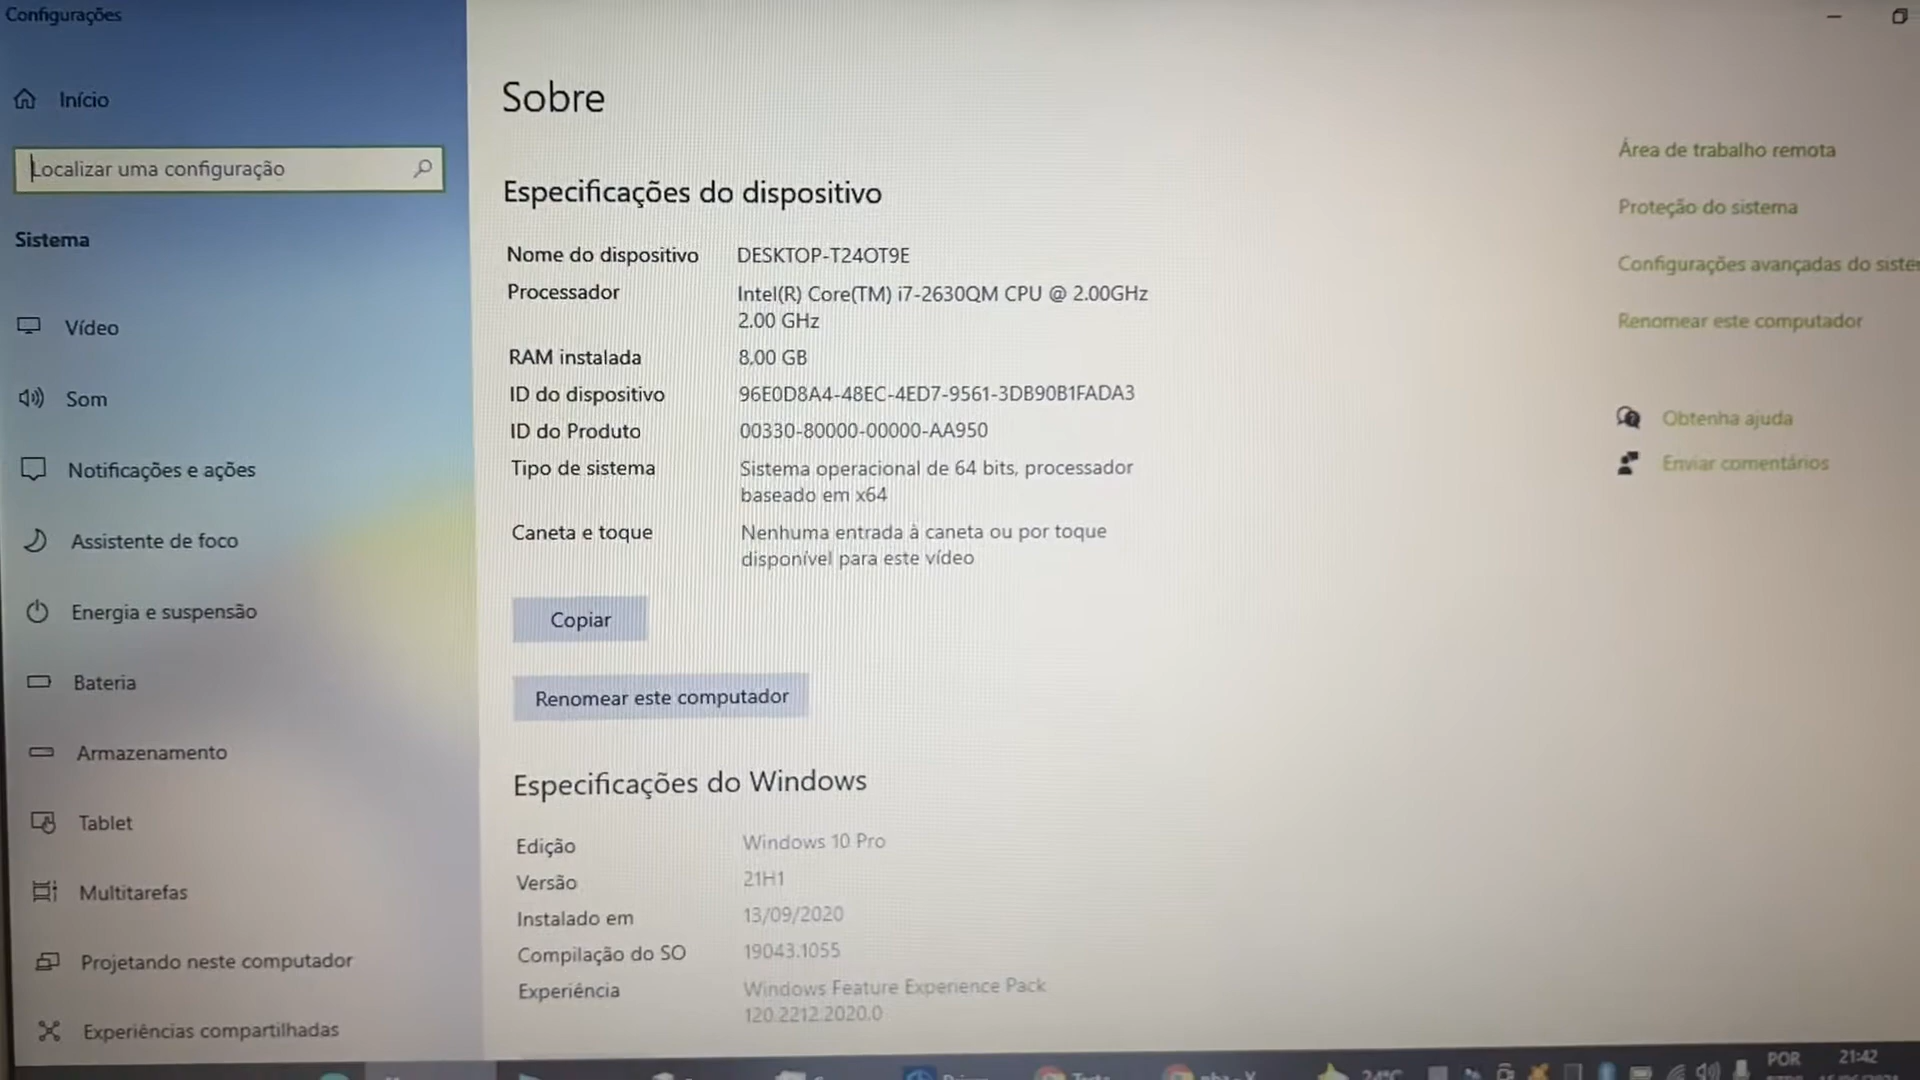 Configurações
Início
Localizar uma configuração
Sistema
Vídeo
Som
Notificações e ações
Assistente de foco
Energia e suspensão
Bateria
Armazenamento
Tablet
Multitarefas
Projetando neste computador
Experiências compartilhadas
Sobre
Especificações do dispositivo
Nome do dispositivo DESKTOP-T24OT9E
Processador Intel(R) Core(TM) i7-2630QM CPU @ 2.00GHz
2.00 GHz
RAM instalada 8,00 GB
ID do dispositivo 96E0D8A4-48EC-4ED7-9561-3DB90B1FADA3
ID do Produto 00330-80000-00000-AA950
Tipo de sistema Sistema operacional de 64 bits, processador
baseado em x64
Caneta e toque Nenhuma entrada à caneta ou por toque
disponível para este vídeo
Copiar
Renomear este computador
Especificações do Windows
Edição Windows 10 Pro
Versão 21H1
Instalado em 13/09/2020
Compilação do SO 19043.1055
Experiência Windows Feature Experience Pack
120.2212.2020.0
Área de trabalho remota
Proteção do sistema
Configurações avançadas do siste
Renomear este computador
Obtenha ajuda
Enviar comentários
24°C
POR
21:42